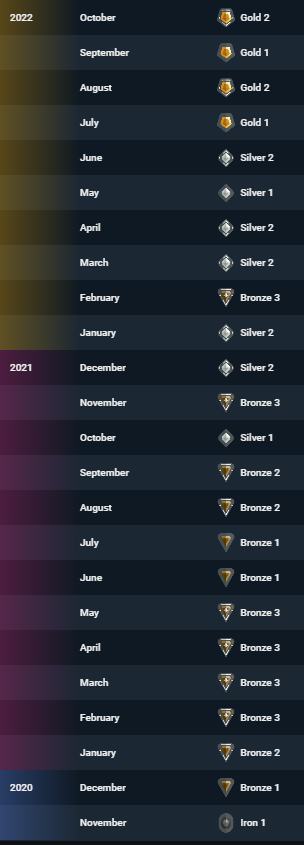 2022 October Gold 2
September Gold 1
August Gold 2
July Gold 1
June Silver 2
May Silver 1
April Silver 2
March Silver 2
February Bronze 3
January Silver 2
2021 December Silver 2
November Bronze 3
October Silver 1
September Bronze 2
August Bronze 2
July Bronze 1
June Bronze 1
May Bronze 3
April Bronze 3
March Bronze 3
February Bronze 3
January Bronze 2
2020 December Bronze 1
November Iron 1